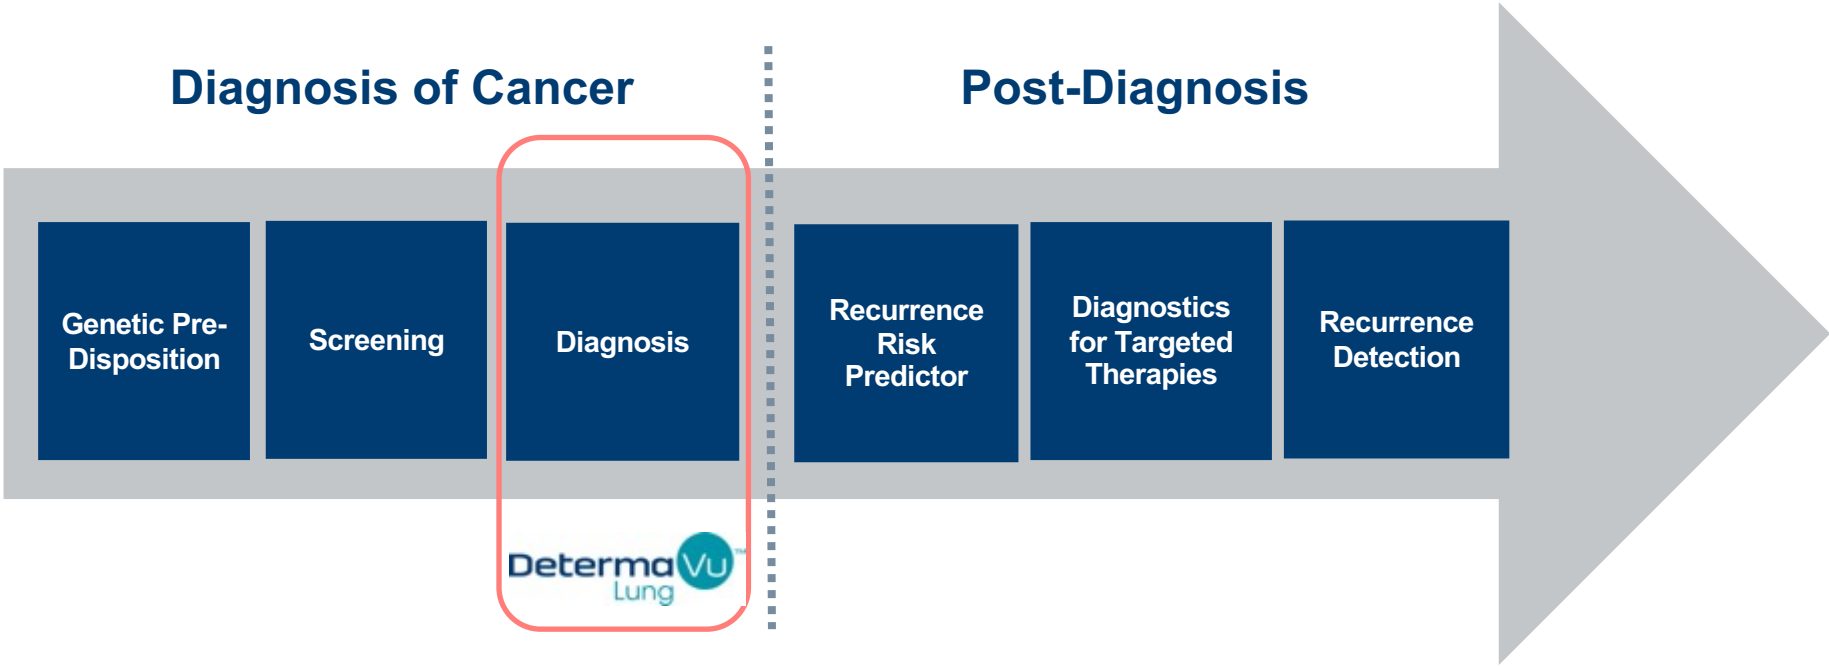 Diagnosis of Cancer
Post-Diagnosis
Genetic Pre-
Disposition
Screening
Diagnosis
Recurrence
Risk
Predictor
Diagnostics
for Targeted
Therapies
Recurrence
Detection
DetermaVu™
Lung